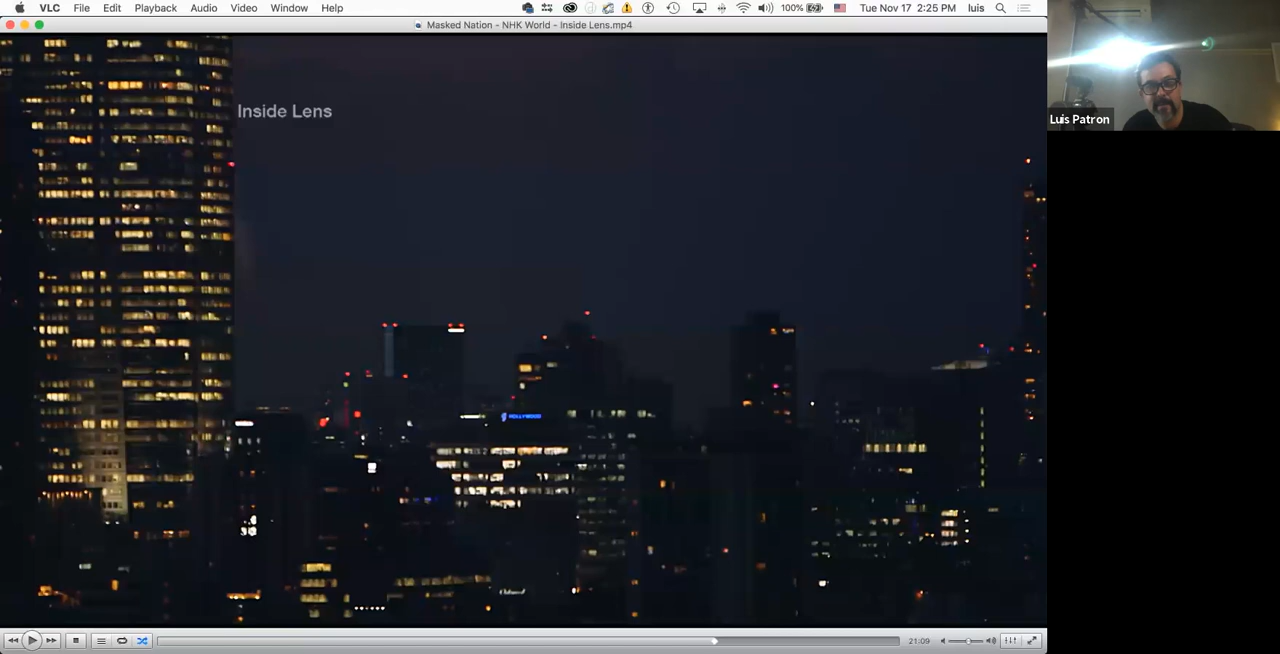 VLC File Edit Playback Audio Video Window Help 100% Tue Nov 17 2:25 PM luis
Masked Nation - NHK World - Inside Lens.mp4
Inside Lens
Luis Patron
HOLLYWOOD
21:09